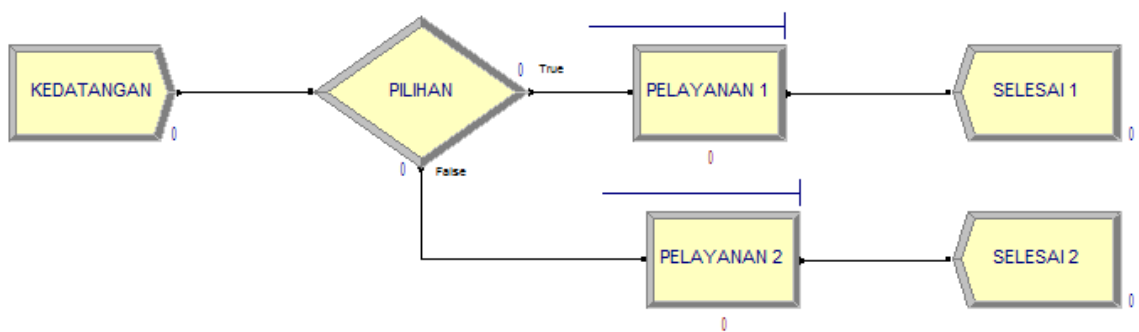 KEDATANGAN
0
PILIHAN
0
True
0
False
PELAYANAN 1
0
SELESAI 1
0
PELAYANAN 2
0
SELESAI 2
0